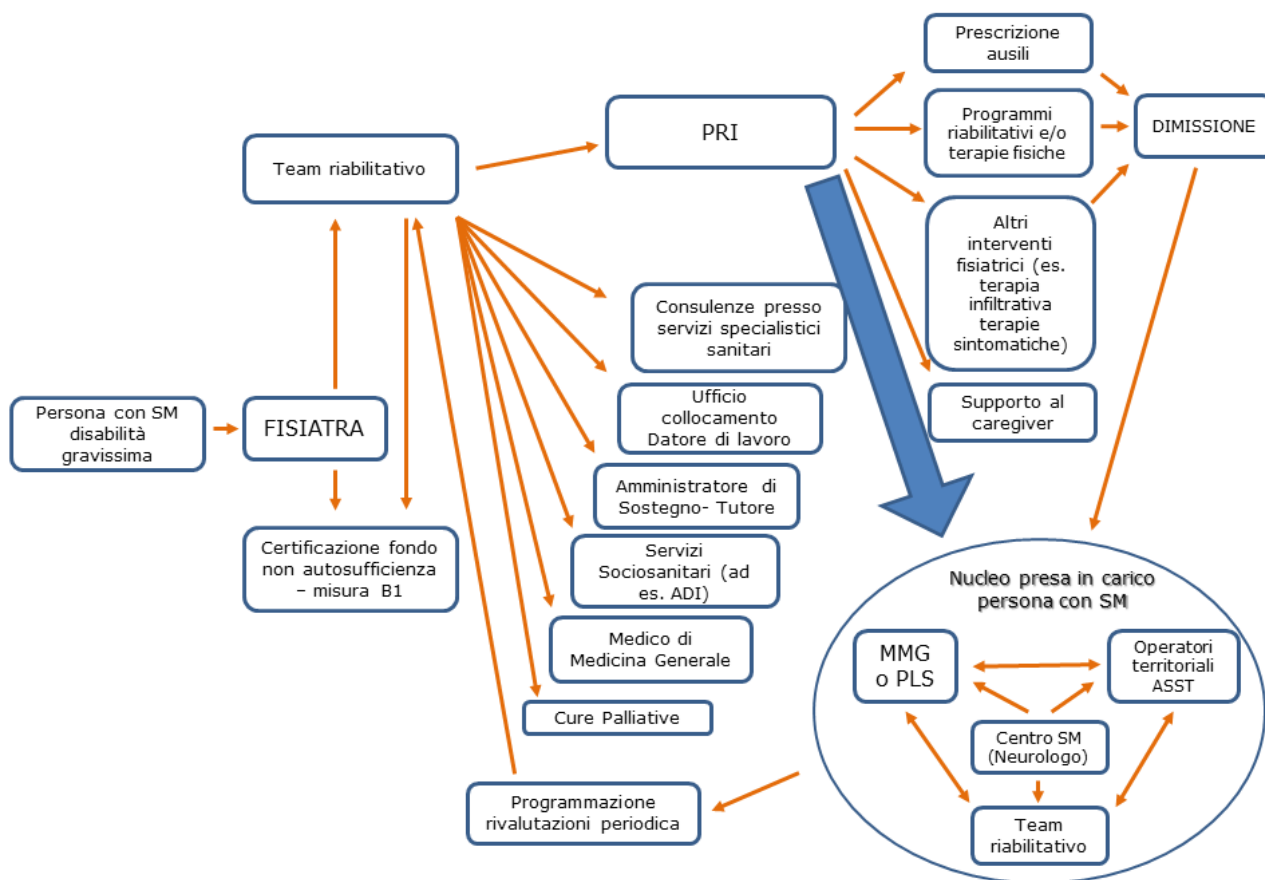 Persona con SM
disabilità
gravissima
FISIATRA
Team riabilitativo
Certificazione fondo
non autosufficienza
– misura B1
PRI
Prescrizione
ausili
Programmi
riabilitativi e/o
terapie fisiche
Altri
interventi
fisiatrici (es.
terapia
infiltrativa
terapie
sintomatiche)
Supporto al
caregiver
DIMISSIONE
Consulenze presso
servizi specialistici
sanitari
Ufficio
collocamento
Datore di lavoro
Amministratore di
Sostegno- Tutore
Servizi
Sociosanitari (ad
es. ADI)
Medico di
Medicina Generale
Cure Palliative
Programmazione
rivalutazioni periodica
Nucleo presa in carico
persona con SM
MMG
o PLS
Operatori
territoriali
ASST
Centro SM
(Neurologo)
Team
riabilitativo